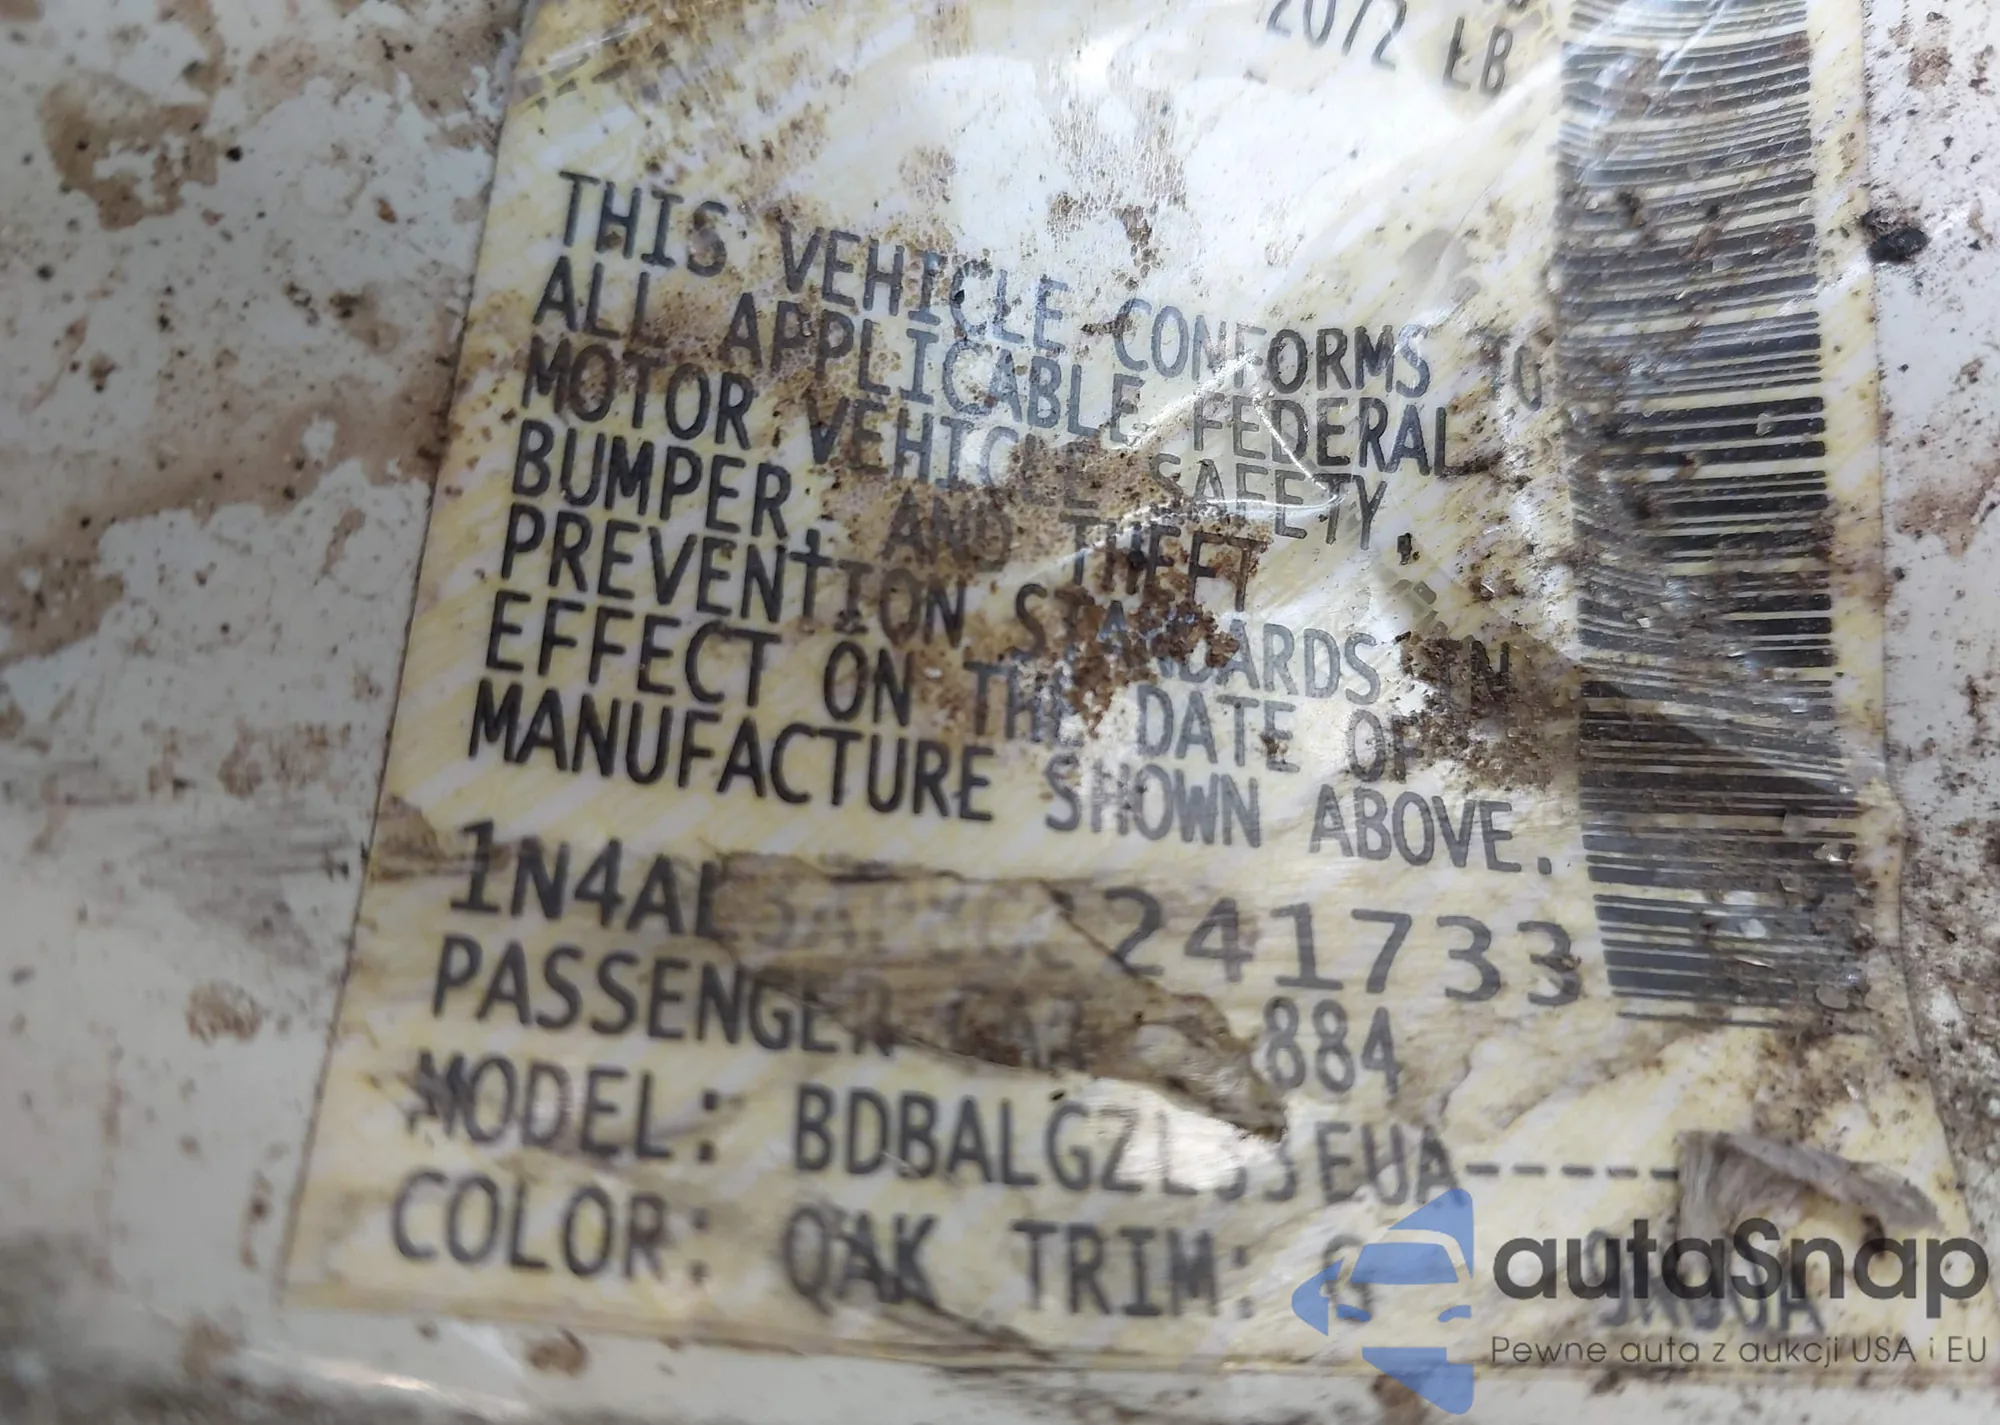 2072 LB
THIS VEHICLE CONFORMS TO
ALL APPLICABLE FEDERAL
MOTOR VEHICLE SAFETY,
BUMPER, AND THEFT
PREVENTION STANDARDS IN
EFFECT ON THE DATE OF
MANUFACTURE SHOWN ABOVE.
1N4AL 241733
PASSENGER CAR 884
MODEL: EUA-----
COLOR: QAK TRIM: G
autaSnap
Pewne auta z aukcji USA i EU